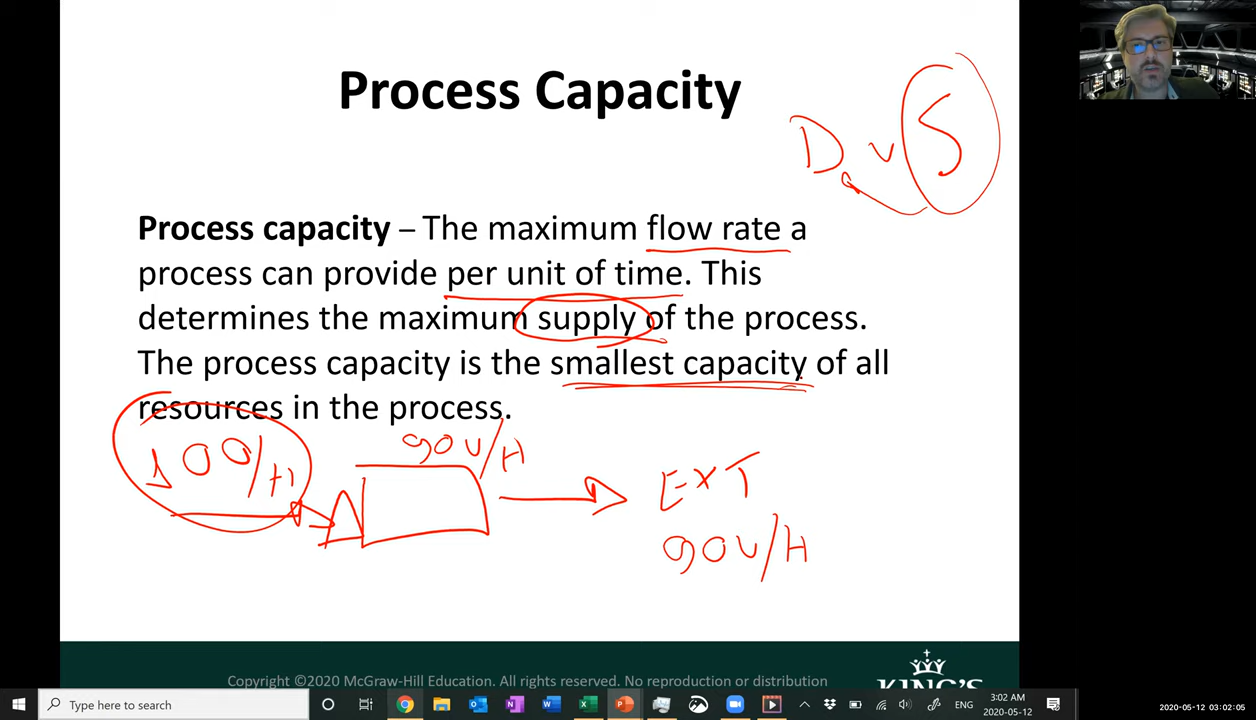 Process Capacity
D v S
Process capacity – The maximum flow rate a
process can provide per unit of time. This
determines the maximum supply of the process.
The process capacity is the smallest capacity of all
resources in the process.
100/H
90U/H
EXT
90U/H
Copyright ©2020 McGraw-Hill Education. All rights reserved. No reproduction or distribution
KING'S
Type here to search
ENG
3:02 AM
2020-05-12
2020-05-12 03:02:05